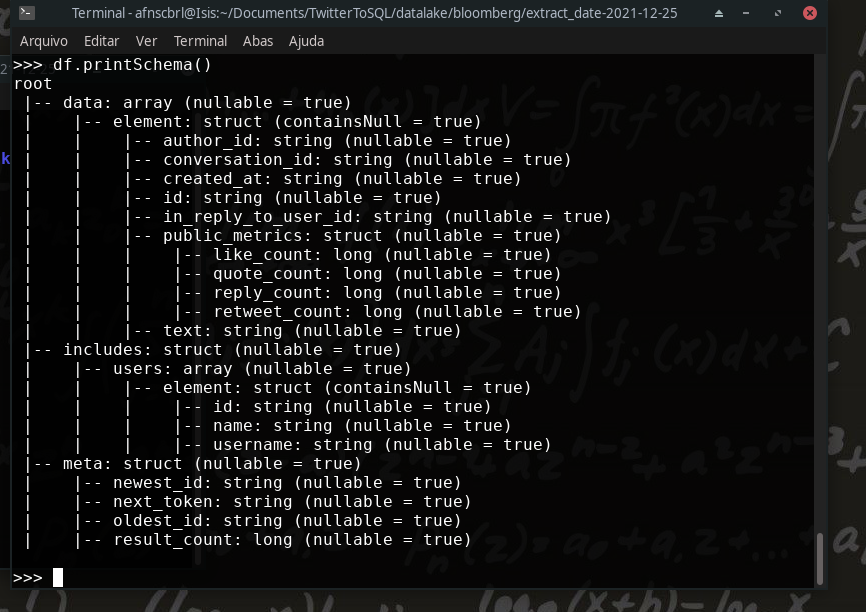 Terminal - afnscbrl@Isis:~/Documents/TwitterToSQL/datalake/bloomberg/extract_date-2021-12-25
Arquivo Editar Ver Terminal Abas Ajuda
>>> df.printSchema()
root
 |-- data: array (nullable = true)
 |    |-- element: struct (containsNull = true)
 |    |    |-- author_id: string (nullable = true)
 |    |    |-- conversation_id: string (nullable = true)
 |    |    |-- created_at: string (nullable = true)
 |    |    |-- id: string (nullable = true)
 |    |    |-- in_reply_to_user_id: string (nullable = true)
 |    |    |-- public_metrics: struct (nullable = true)
 |    |    |    |-- like_count: long (nullable = true)
 |    |    |    |-- quote_count: long (nullable = true)
 |    |    |    |-- reply_count: long (nullable = true)
 |    |    |    |-- retweet_count: long (nullable = true)
 |    |    |-- text: string (nullable = true)
 |-- includes: struct (nullable = true)
 |    |-- users: array (nullable = true)
 |    |    |-- element: struct (containsNull = true)
 |    |    |    |-- id: string (nullable = true)
 |    |    |    |-- name: string (nullable = true)
 |    |    |    |-- username: string (nullable = true)
 |-- meta: struct (nullable = true)
 |    |-- newest_id: string (nullable = true)
 |    |-- next_token: string (nullable = true)
 |    |-- oldest_id: string (nullable = true)
 |    |-- result_count: long (nullable = true)
>>>